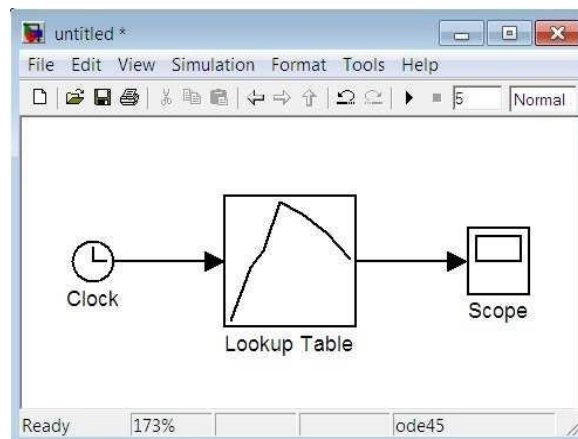 untitled *
File Edit View Simulation Format Tools Help
5 Normal
Clock
Lookup Table
Scope
Ready 173% ode45